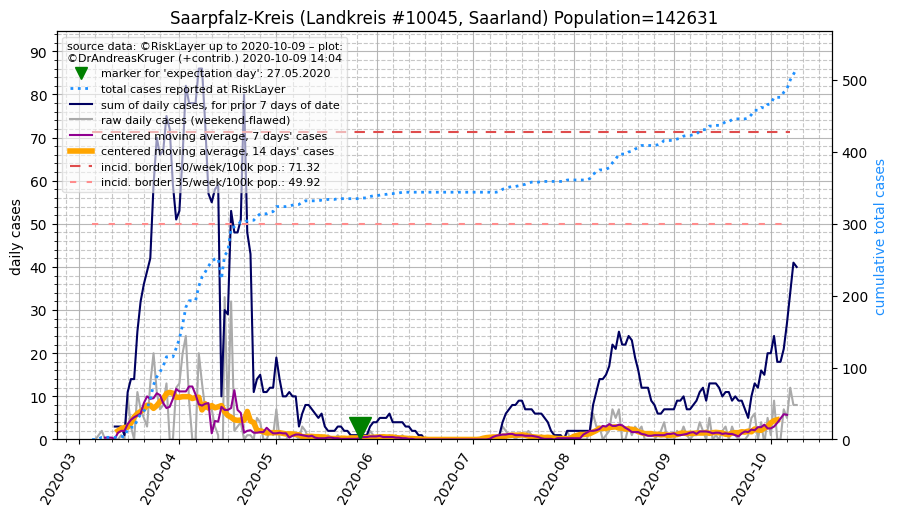 Saarpfalz-Kreis (Landkreis #10045, Saarland) Population=142631
source data: ©RiskLayer up to 2020-10-09 – plot:
©DrAndreasKruger (+contrib.) 2020-10-09 14:04
marker for 'expectation day': 27.05.2020
total cases reported at RiskLayer
sum of daily cases, for prior 7 days of date
raw daily cases (weekend-flawed)
centered moving average, 7 days' cases
centered moving average, 14 days' cases
incid. border 50/week/100k pop.: 71.32
incid. border 35/week/100k pop.: 49.92
daily cases
90
80
70
60
50
40
30
20
10
0
cumulative total cases
500
400
300
200
100
0
2020-03
2020-04
2020-05
2020-06
2020-07
2020-08
2020-09
2020-10